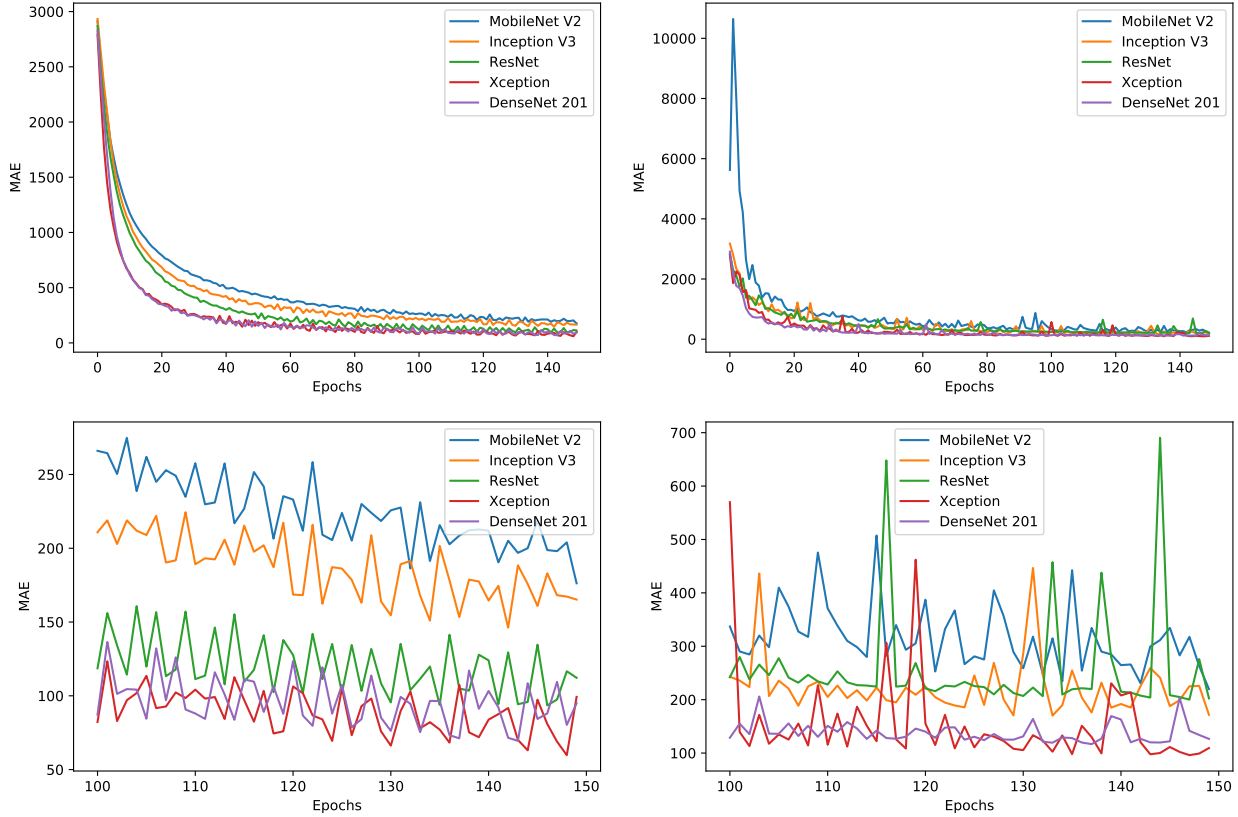 3000
2500
2000
1500
1000
500
0
MAE
0 20 40 60 80 100 120 140
Epochs
MobileNet V2
Inception V3
ResNet
Xception
DenseNet 201
10000
8000
6000
4000
2000
0
MAE
0 20 40 60 80 100 120 140
Epochs
MobileNet V2
Inception V3
ResNet
Xception
DenseNet 201
250
200
150
100
50
MAE
100 110 120 130 140 150
Epochs
MobileNet V2
Inception V3
ResNet
Xception
DenseNet 201
700
600
500
400
300
200
100
MAE
100 110 120 130 140 150
Epochs
MobileNet V2
Inception V3
ResNet
Xception
DenseNet 201